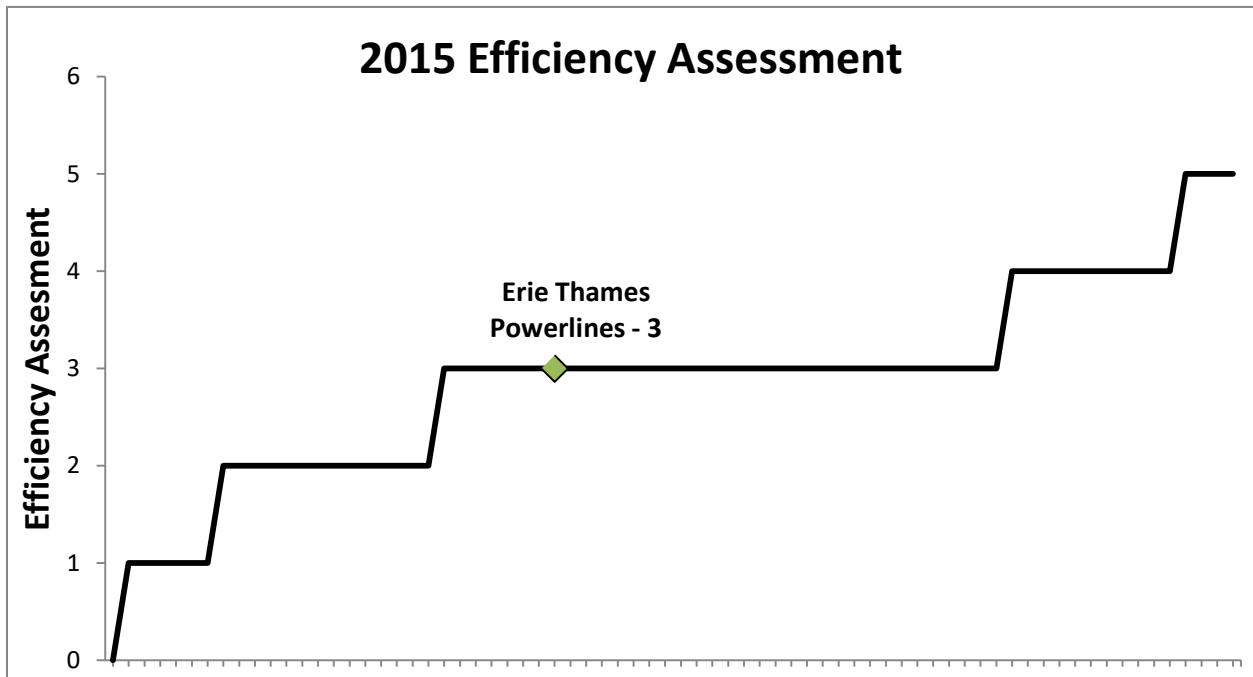 2015 Efficiency Assessment
6
5
4
3
2
1
0
Efficiency Assesment
Erie Thames
Powerlines - 3